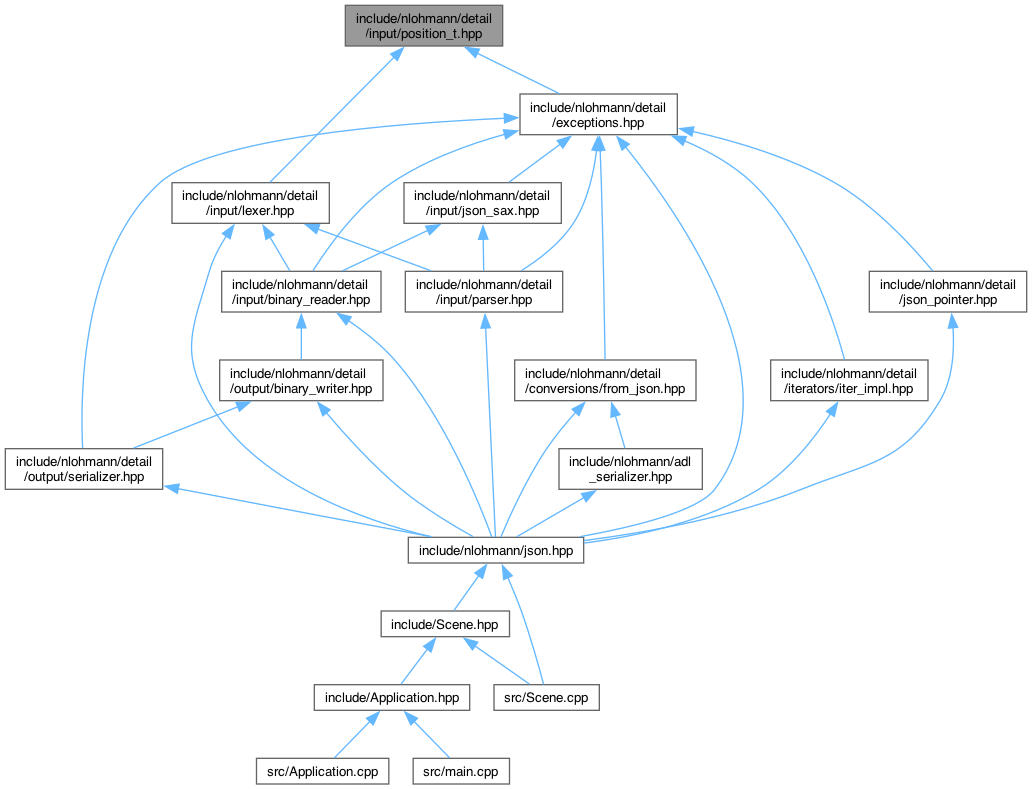 include/nlohmann/detail
/input/position_t.hpp
include/nlohmann/detail
/exceptions.hpp
include/nlohmann/detail
/input/lexer.hpp
include/nlohmann/detail
/input/json_sax.hpp
include/nlohmann/detail
/input/binary_reader.hpp
include/nlohmann/detail
/input/parser.hpp
include/nlohmann/detail
/json_pointer.hpp
include/nlohmann/detail
/output/binary_writer.hpp
include/nlohmann/detail
/conversions/from_json.hpp
include/nlohmann/detail
/iterators/iter_impl.hpp
include/nlohmann/detail
/output/serializer.hpp
include/nlohmann/adl
_serializer.hpp
include/nlohmann/json.hpp
include/Scene.hpp
include/Application.hpp
src/Scene.cpp
src/Application.cpp
src/main.cpp